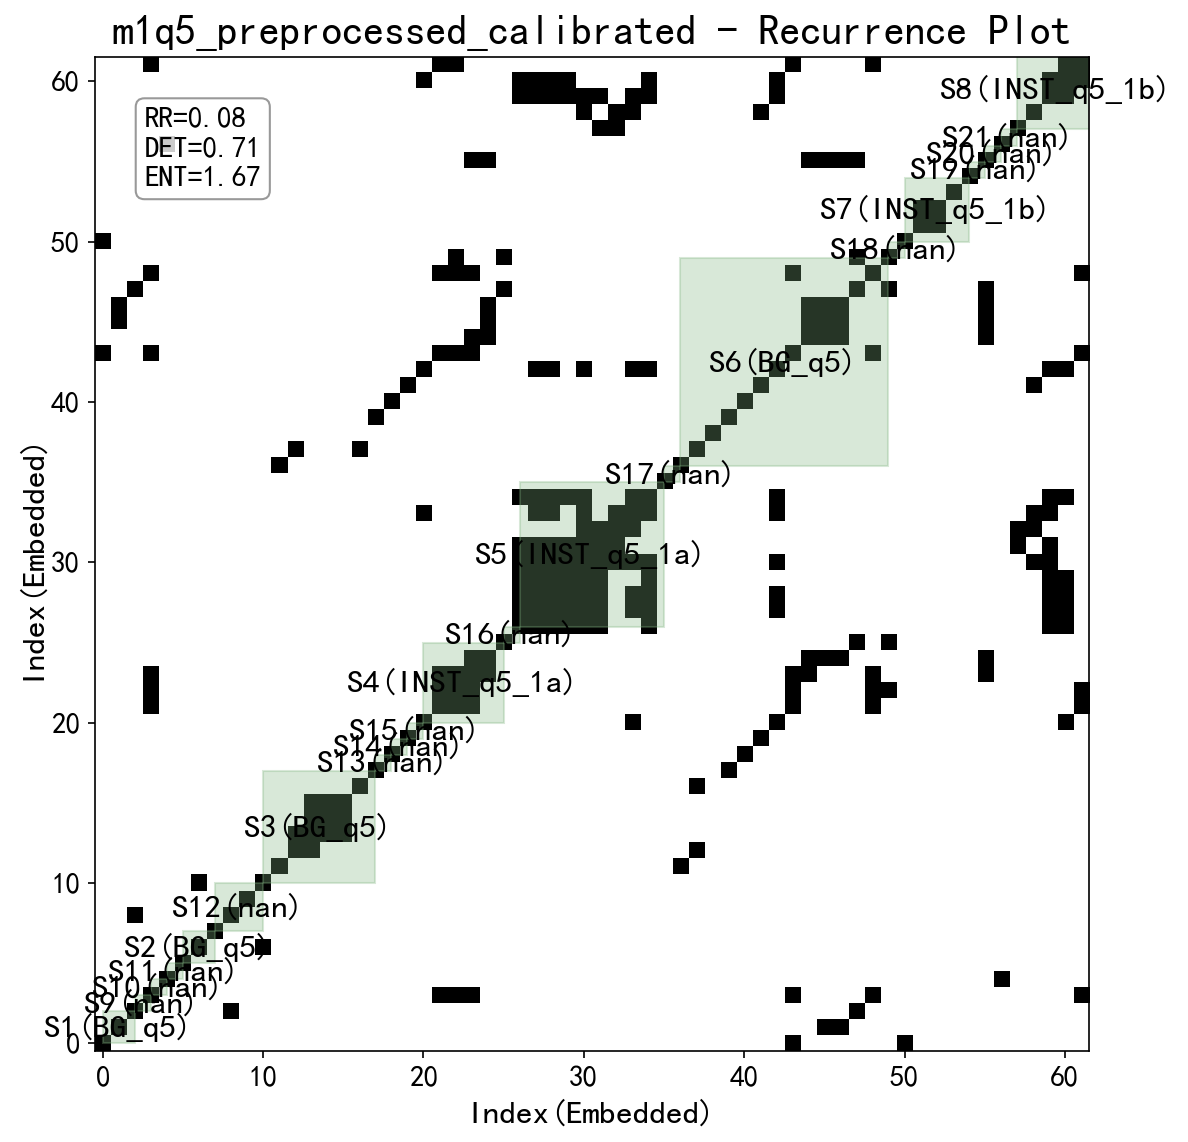 m1q5_preprocessed_calibrated - Recurrence Plot
RR=0.08
DET=0.71
ENT=1.67
S8(INST_q5_1b)
S21(nan)
S20(nan)
S19(nan)
S7(INST_q5_1b)
S18(nan)
S6(BG_q5)
S17(nan)
S5(INST_q5_1a)
S16(nan)
S4(INST_q5_1a)
S15(nan)
S14(nan)
S13(nan)
S3(BG_q5)
S12(nan)
S2(BG_q5)
S11(nan)
S10(nan)
S9(nan)
S1(BG_q5)
60
50
40
30
20
10
0
0 10 20 30 40 50 60
Index(Embedded)
Index(Embedded)